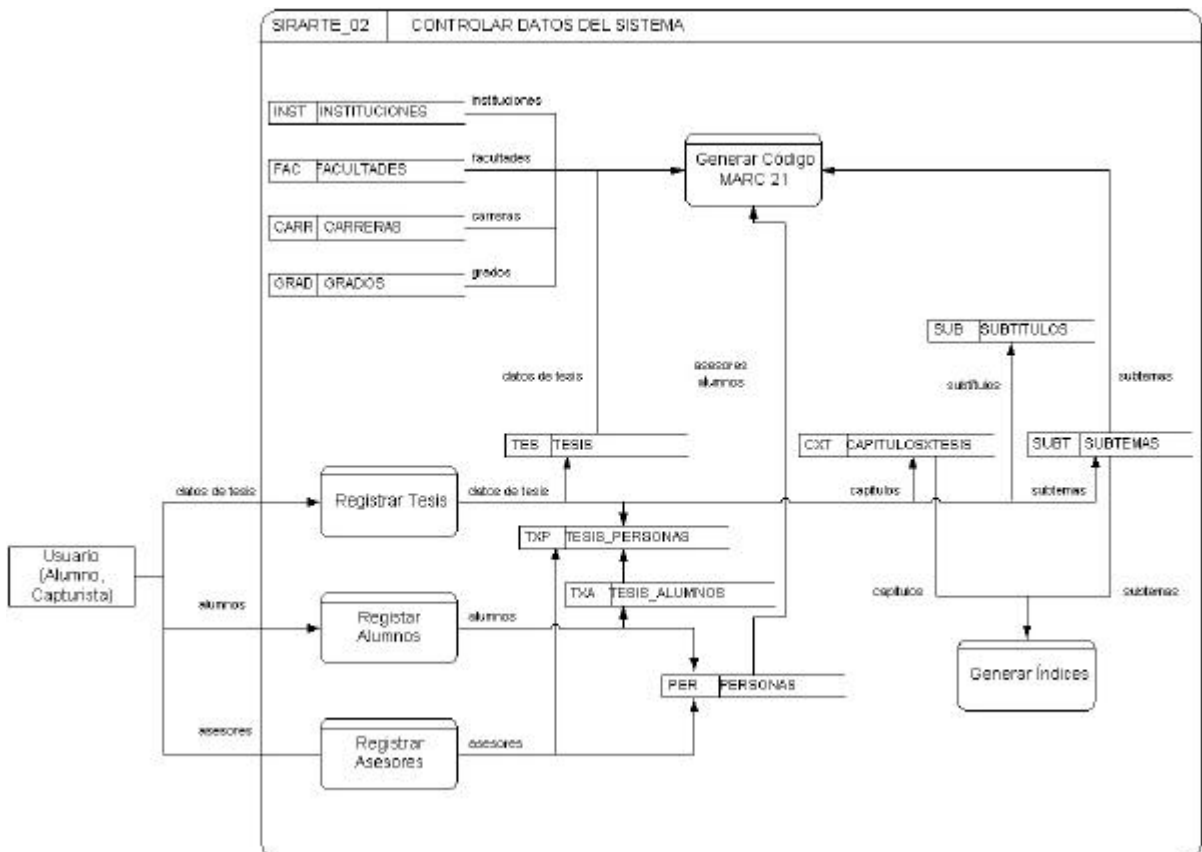 SIRARTE_02 CONTROLAR DATOS DEL SISTEMA
instituciones
INST INSTITUCIONES
facultades
FAC FACULTADES
Generar Código
MARC 21
carreras
CARR CARRERAS
grados
GRAD GRADOS
SUB SUBTITULOS
datos de tesis
asesores
alumnos
subtítulos
subtemas
TES TESIS
CXT CAPITULOSXTESIS
SUBT SUBTEMAS
datos de tesis
Registrar Tesis
datos de tesis
capítulos
subtemas
TXP TESIS_PERSONAS
Usuario
(Alumno,
Capturista)
TXA TESIS_ALUMNOS
capítulos
subtemas
alumnos
Registar
Alumnos
alumnos
Generar Índices
PER PERSONAS
asesores
Registrar
Asesores
asesores